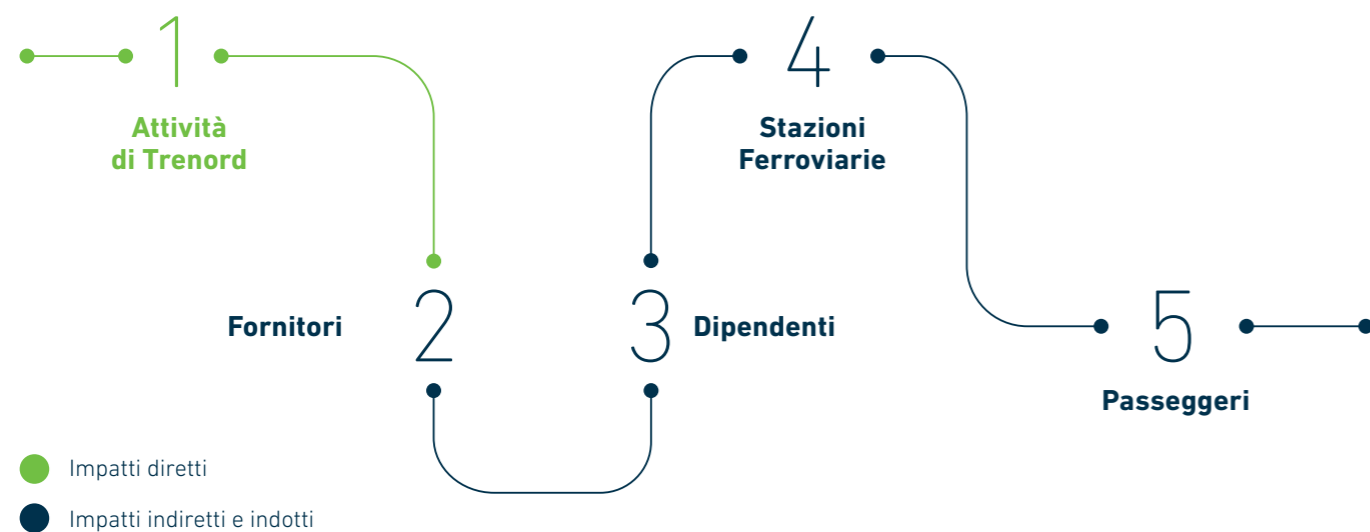 1
Attività
di Trenord
Fornitori
2
3
Dipendenti
4
Stazioni
Ferroviarie
5
Passeggeri
Impatti diretti
Impatti indiretti e indotti